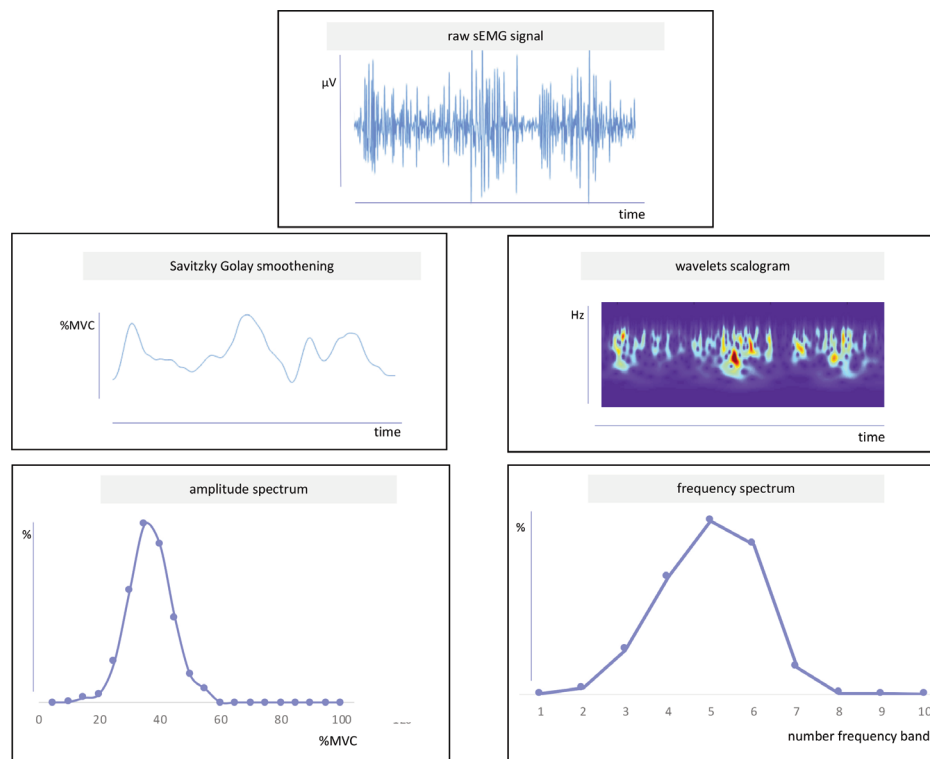 raw sEMG signal
µV
time
Savitzky Golay smoothening
%MVC
time
wavelets scalogram
Hz
time
amplitude spectrum
%
0 20 40 60 80 100
%MVC
frequency spectrum
%
1 2 3 4 5 6 7 8 9 10
number frequency band